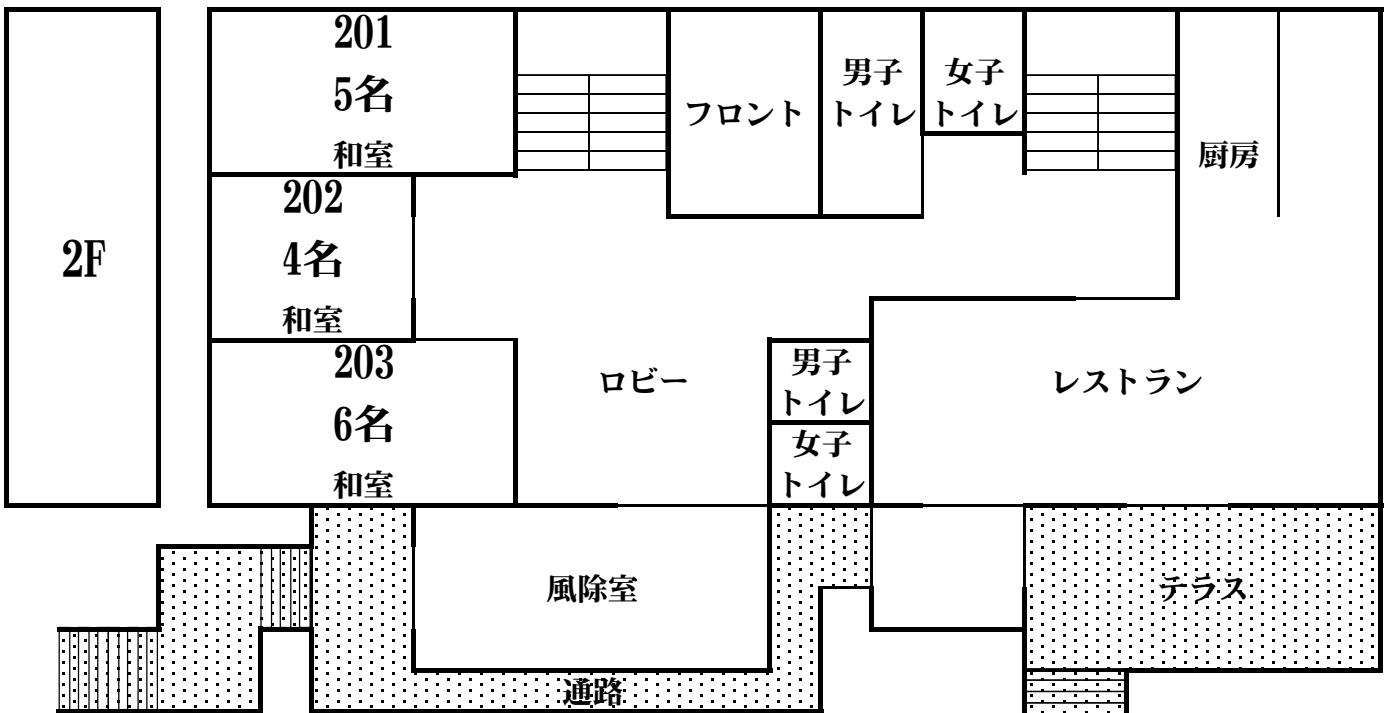 2F
201
5名
和室
202
4名
和室
203
6名
和室
フロント
男子
トイレ
女子
トイレ
厨房
ロビー
男子
トイレ
女子
トイレ
レストラン
風除室
テラス
通路